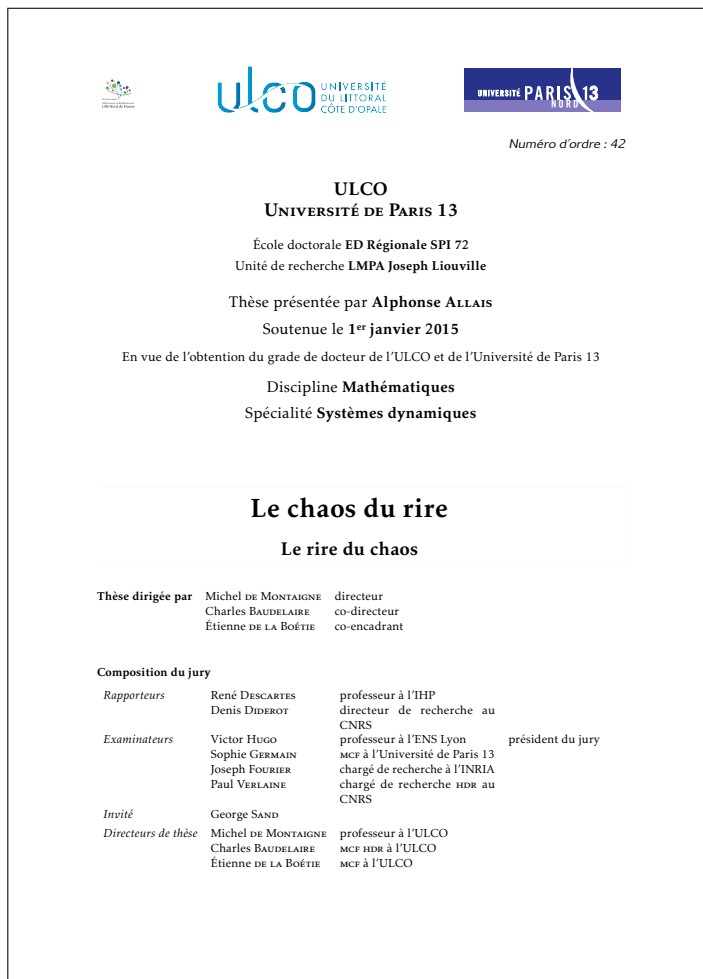 Lille Nord de France
ulco UNIVERSITÉ
DU LITTORAL
CÔTE D'OPALE
UNIVERSITÉ PARIS 13
NORD
Numéro d'ordre : 42
ULCO
Université de Paris 13
École doctorale ED Régionale SPI 72
Unité de recherche LMPA Joseph Liouville
Thèse présentée par Alphonse Allais
Soutenue le 1er janvier 2015
En vue de l'obtention du grade de docteur de l'ULCO et de l'Université de Paris 13
Discipline Mathématiques
Spécialité Systèmes dynamiques
Le chaos du rire
Le rire du chaos
Thèse dirigée par Michel de Montaigne directeur
Charles Baudelaire co-directeur
Étienne de la Boétie co-encadrant
Composition du jury
Rapporteurs René Descartes professeur à l'IHP
Denis Diderot directeur de recherche au
CNRS
Examinateurs Victor Hugo professeur à l'ENS Lyon président du jury
Sophie Germain mcf à l'Université de Paris 13
Joseph Fourier chargé de recherche à l'INRIA
Paul Verlaine chargé de recherche hdr au
CNRS
Invité George Sand
Directeurs de thèse Michel de Montaigne professeur à l'ULCO
Charles Baudelaire mcf hdr à l'ULCO
Étienne de la Boétie mcf à l'ULCO